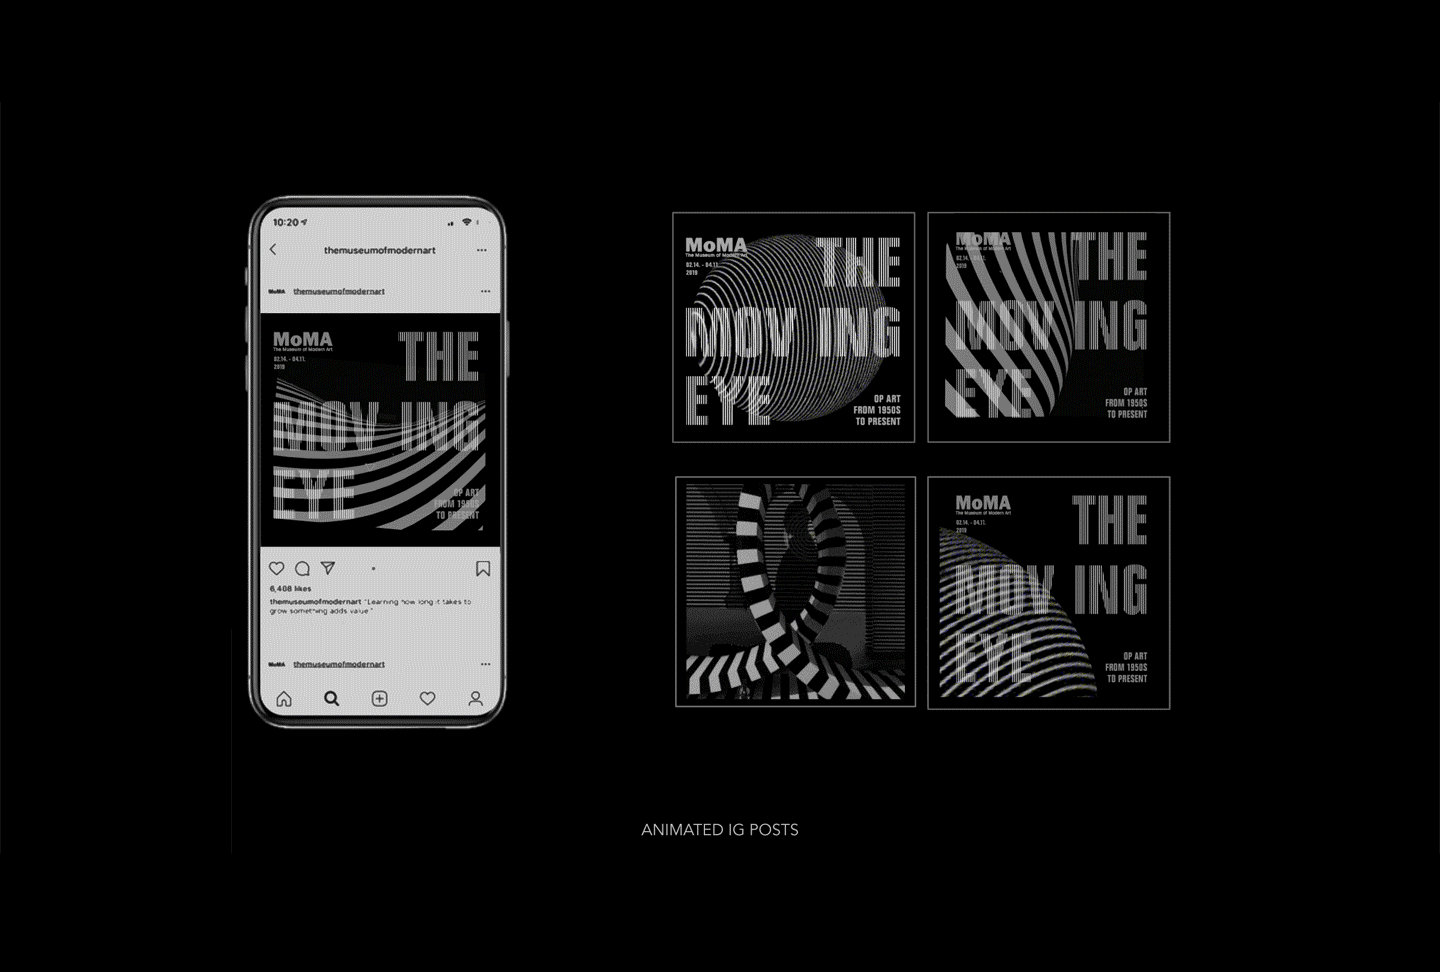 10:20
themuseumofmodernart
MoMA themuseumofmodernart
MoMA
The Museum of Modern Art
02.14. - 04.11.
2019
THE
MOV ING
EYE
OP ART
FROM 1950S
TO PRESENT
6,408 likes
themuseumofmodernart "Learning how long it takes to
grow something adds value."
MoMA themuseumofmodernart
MoMA
The Museum of Modern Art
02.14. - 04.11.
2019
THE
MOV ING
EYE
OP ART
FROM 1950S
TO PRESENT
MoMA
The Museum of Modern Art
02.14. - 04.11.
2019
THE
MOV ING
EYE
OP ART
FROM 1950S
TO PRESENT
MoMA
The Museum of Modern Art
02.14. - 04.11.
2019
THE
MOV ING
EYE
OP ART
FROM 1950S
TO PRESENT
ANIMATED IG POSTS